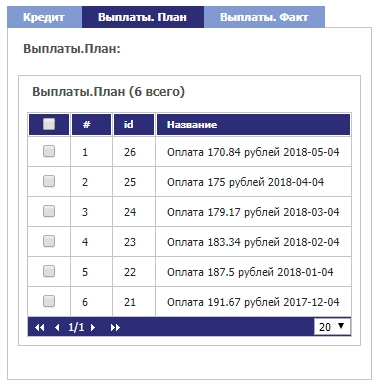 Кредит Выплаты. План Выплаты. Факт
Выплаты.План:
Выплаты.План (6 всего)
# id Название
1 26 Оплата 170.84 рублей 2018-05-04
2 25 Оплата 175 рублей 2018-04-04
3 24 Оплата 179.17 рублей 2018-03-04
4 23 Оплата 183.34 рублей 2018-02-04
5 22 Оплата 187.5 рублей 2018-01-04
6 21 Оплата 191.67 рублей 2017-12-04
1/1 20